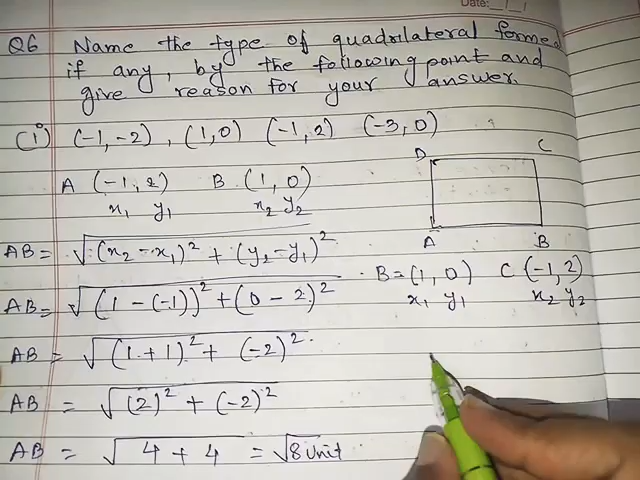 Date:
Q6 Name the type of quadrilateral formed
if any, by the following point and
give reason for your answer.
(i) (-1,-2), (1,0) (-1,2) (-3,0)
D C
A (-1,2) B (1,0)
x₁ y₁ x₂ y₂
A B
AB = √(x₂-x₁)² + (y₂-y₁)²
B = (1,0) C (-1,2)
x₁ y₁ x₂ y₂
AB = √(1-(-1))² + (0-2)²
AB = √(1+1)² + (-2)²
AB = √(2)² + (-2)²
AB = √4+4 = √8 unit